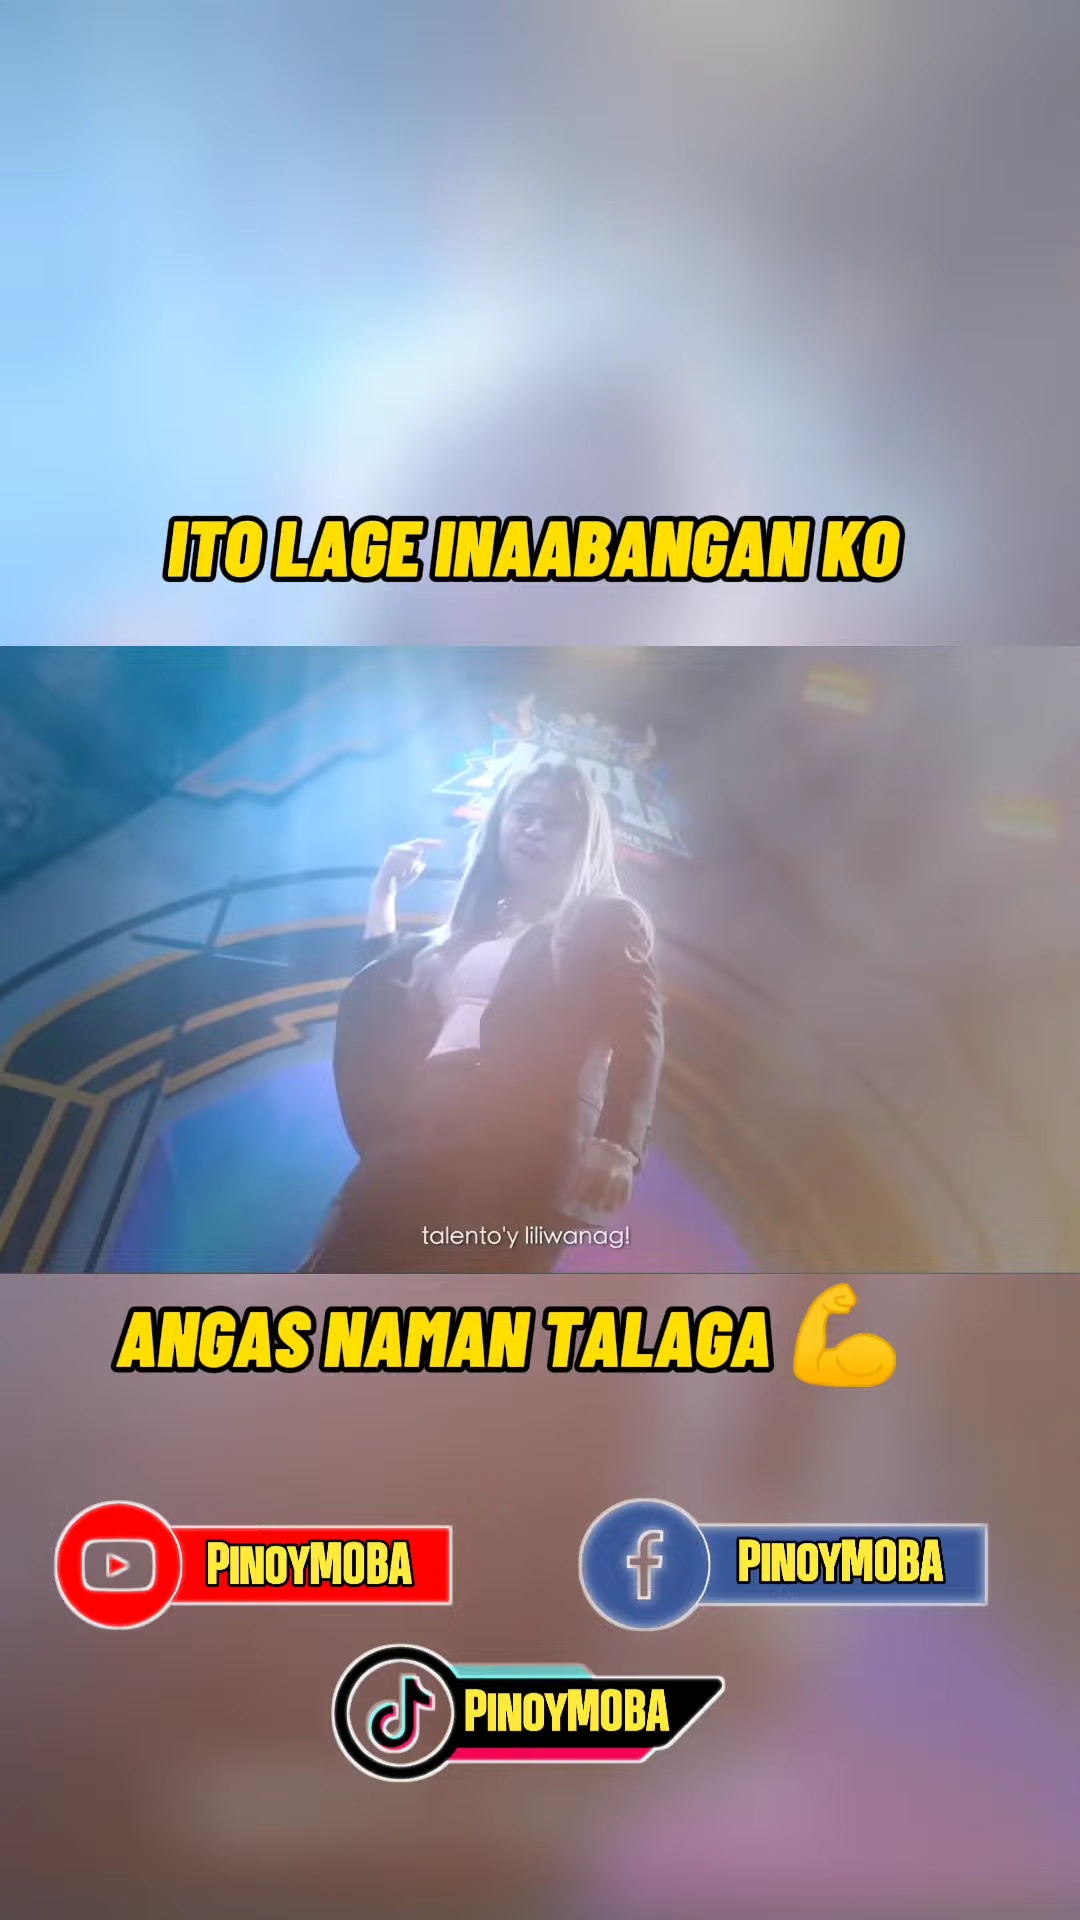 ITO LAGE INAABANGAN KO
talento'y liliwanag!
ANGAS NAMAN TALAGA
PINOYMOBA
PINOYMOBA
PINOYMOBA